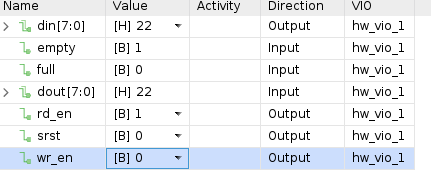 Name Value Activity Direction VIO
din[7:0] [H] 22 Output hw_vio_1
empty [B] 1 Input hw_vio_1
full [B] 0 Input hw_vio_1
dout[7:0] [H] 22 Input hw_vio_1
rd_en [B] 1 Output hw_vio_1
srst [B] 0 Output hw_vio_1
wr_en [B] 0 Output hw_vio_1